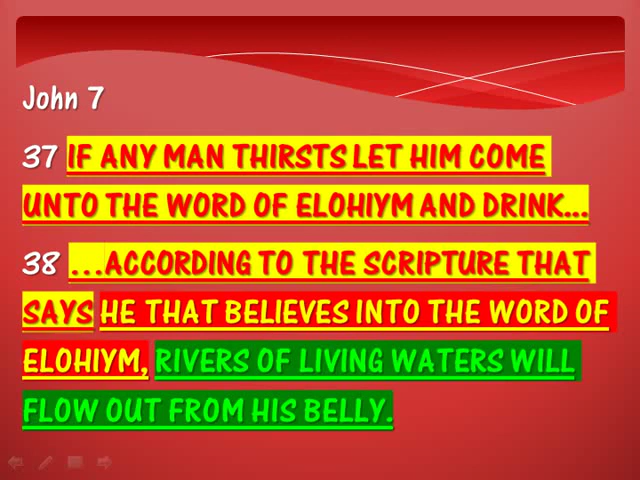 John 7
37 IF ANY MAN THIRSTS LET HIM COME
UNTO THE WORD OF ELOHIYM AND DRINK...
38 ...ACCORDING TO THE SCRIPTURE THAT
SAYS HE THAT BELIEVES INTO THE WORD OF
ELOHIYM, RIVERS OF LIVING WATERS WILL
FLOW OUT FROM HIS BELLY.